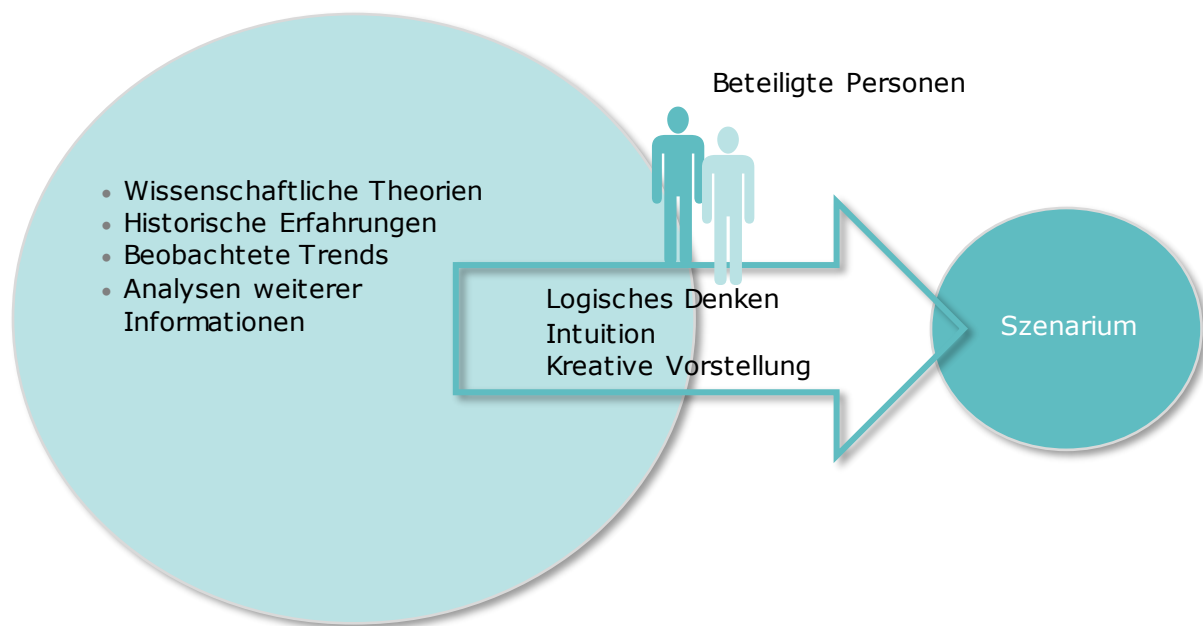 Beteiligte Personen
• Wissenschaftliche Theorien
• Historische Erfahrungen
• Beobachtete Trends
• Analysen weiterer
Informationen
Logisches Denken
Intuition
Kreative Vorstellung
Szenarium